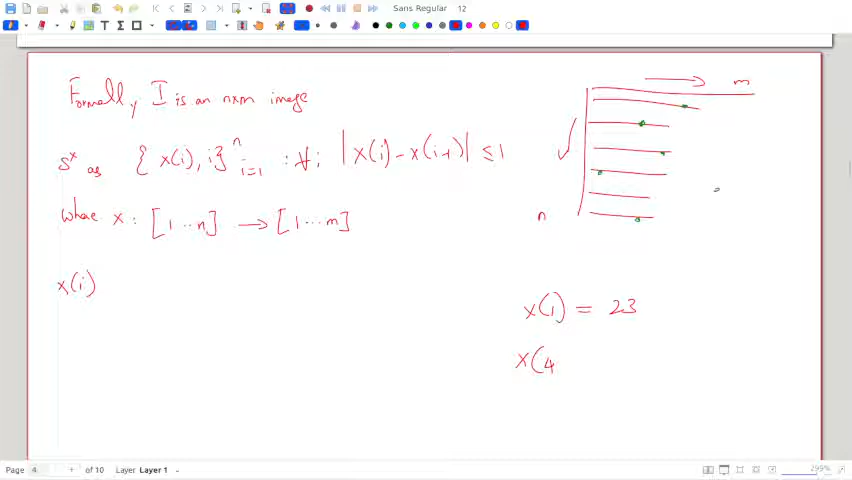 Sans Regular 12
Formally, I is an nxm image
m
S^x as { x(i), i }^n_{i=1} : ∀i |x(i) - x(i-1)| ≤ 1
n
where x : [1 ... n] → [1 ... m]
x(i)
x(1) = 23
x(4
Page 4 of 10 Layer Layer 1
299%